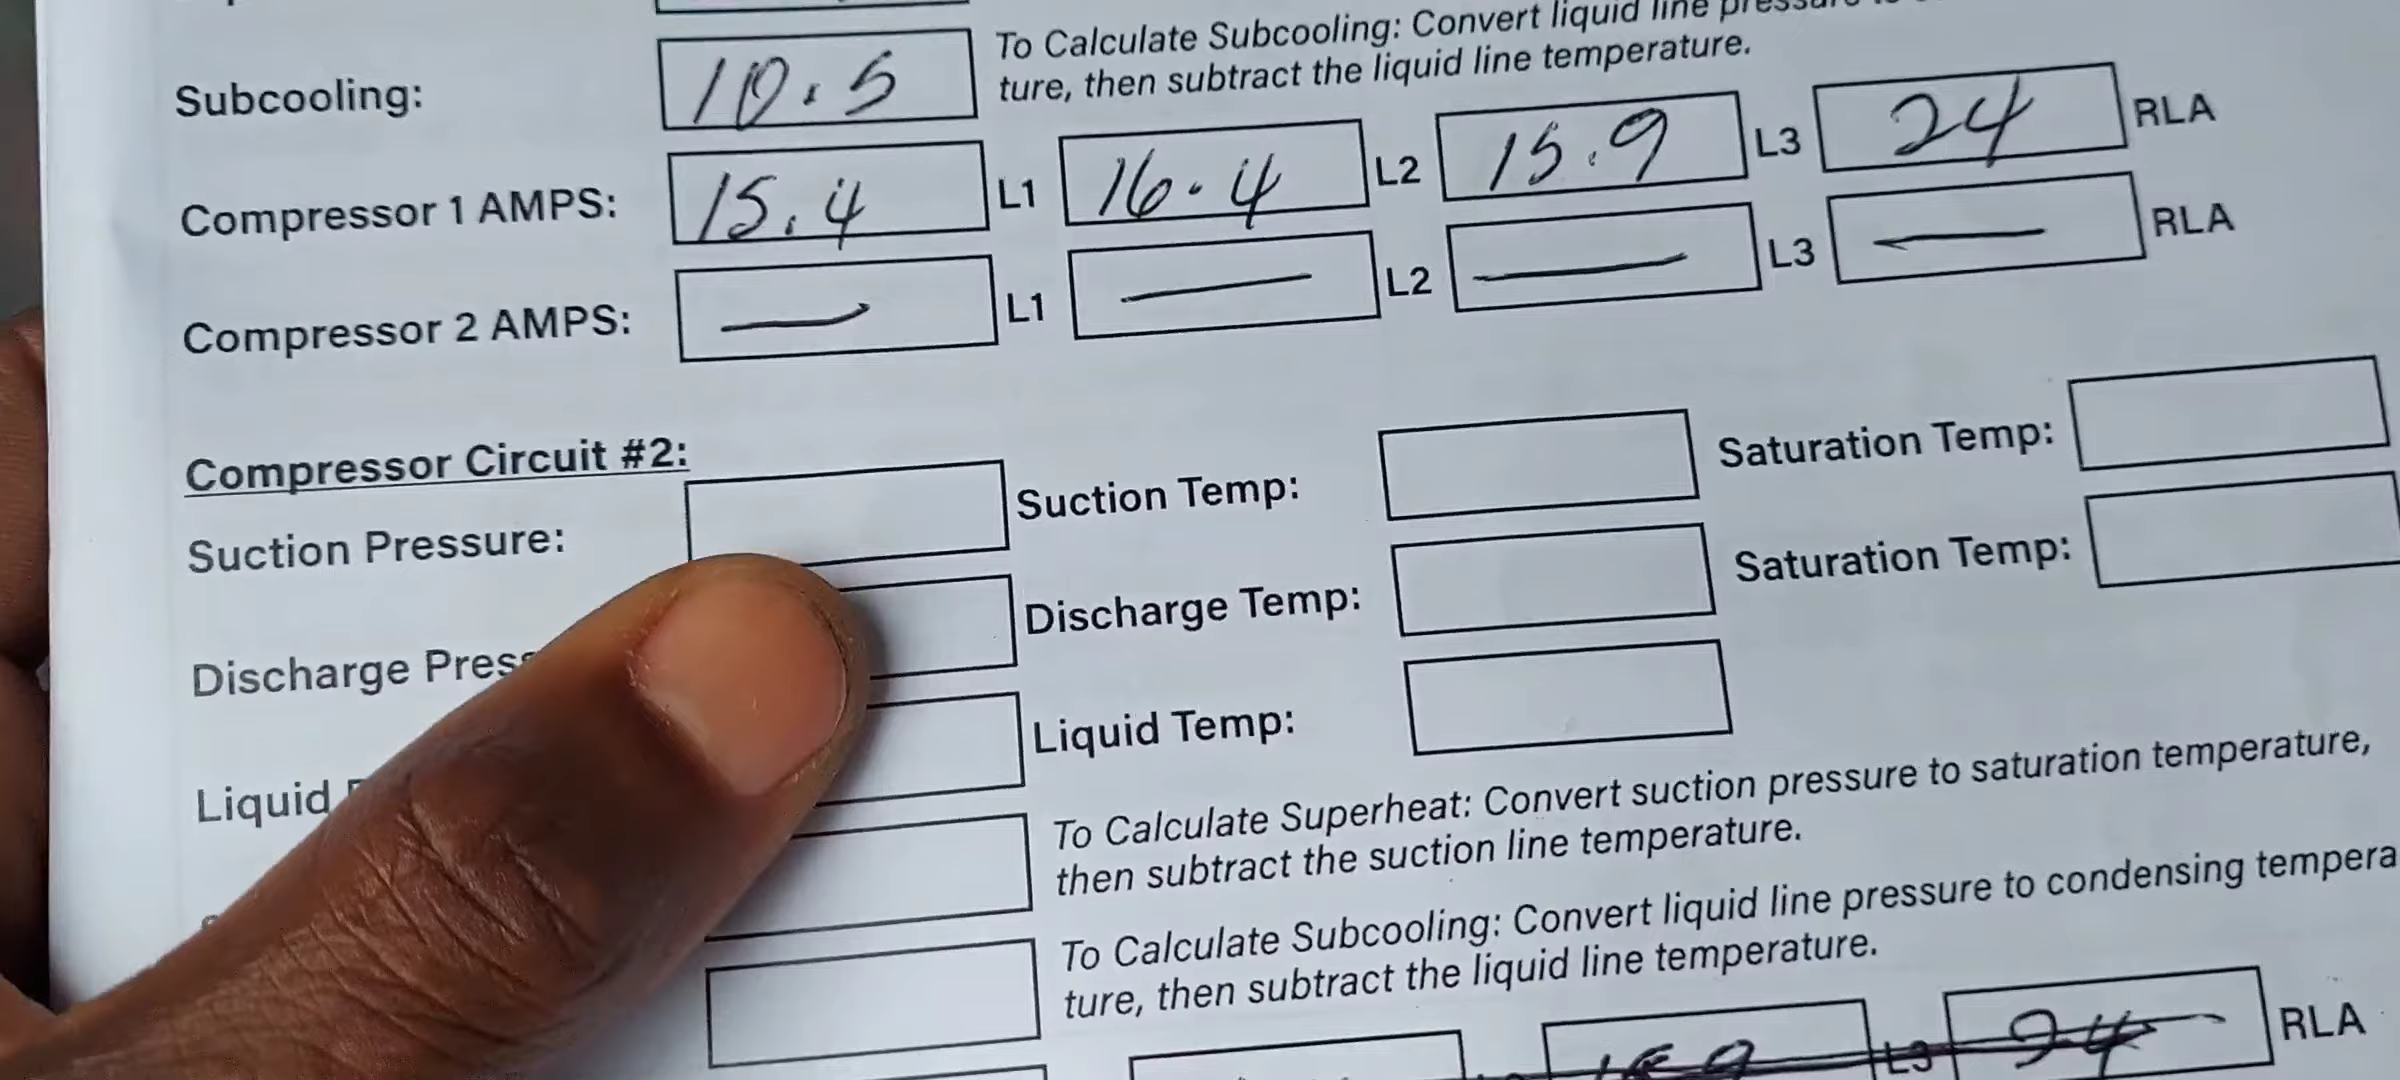 To Calculate Subcooling: Convert liquid line
Subcooling: 10.5 ture, then subtract the liquid line temperature.
Compressor 1 AMPS: 15.4 L1 16.4 L2 15.9 L3 24 RLA
Compressor 2 AMPS: — L1 — L2 — L3 — RLA
Compressor Circuit #2:
Suction Pressure: Suction Temp: Saturation Temp:
Discharge Discharge Temp: Saturation Temp:
Liquid Liquid Temp:
To Calculate Superheat: Convert suction pressure to saturation temperature,
then subtract the suction line temperature.
To Calculate Subcooling: Convert liquid line pressure to condensing tempera
ture, then subtract the liquid line temperature.
L3 24 RLA